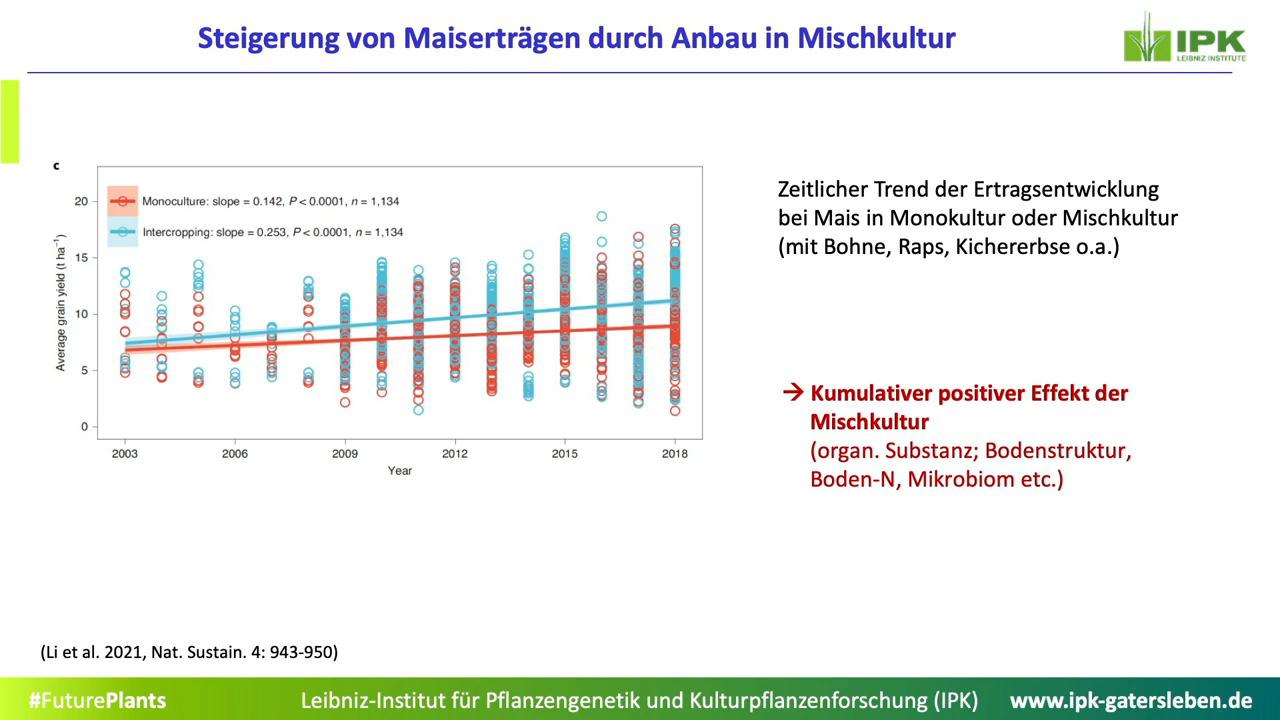 Steigerung von Maiserträgen durch Anbau in Mischkultur
IPK
LEIBNIZ INSTITUTE
c
Monoculture: slope = 0.142, P < 0.0001, n = 1,134
Intercropping: slope = 0.253, P < 0.0001, n = 1,134
Average grain yield (t ha⁻¹)
20
15
10
5
0
2003 2006 2009 2012 2015 2018
Year
Zeitlicher Trend der Ertragsentwicklung
bei Mais in Monokultur oder Mischkultur
(mit Bohne, Raps, Kichererbse o.a.)
→ Kumulativer positiver Effekt der
Mischkultur
(organ. Substanz; Bodenstruktur,
Boden-N, Mikrobiom etc.)
(Li et al. 2021, Nat. Sustain. 4: 943-950)
#FuturePlants Leibniz-Institut für Pflanzengenetik und Kulturpflanzenforschung (IPK) www.ipk-gatersleben.de